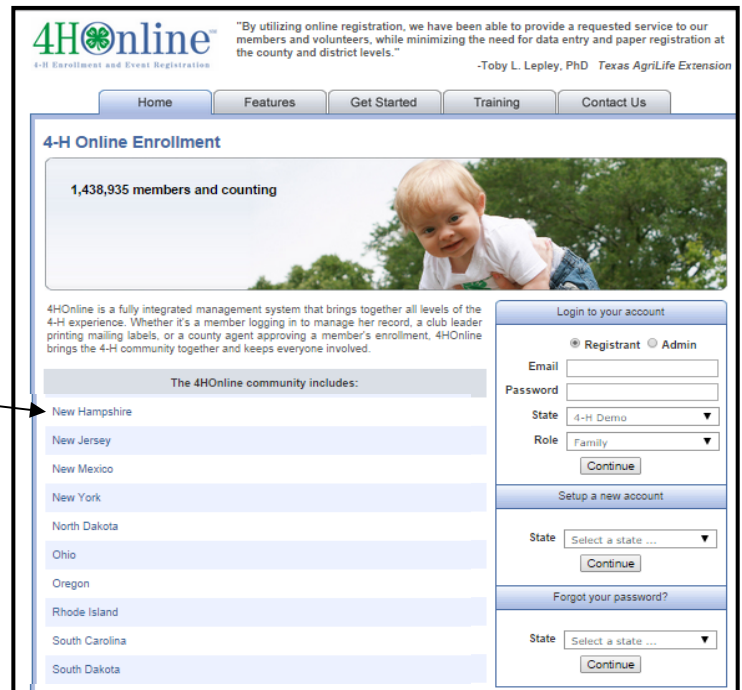 4H Online™
4-H Enrollment and Event Registration
"By utilizing online registration, we have been able to provide a requested service to our
members and volunteers, while minimizing the need for data entry and paper registration at
the county and district levels."
-Toby L. Lepley, PhD Texas AgriLife Extension
Home Features Get Started Training Contact Us
4-H Online Enrollment
1,438,935 members and counting
4HOnline is a fully integrated management system that brings together all levels of the
4-H experience. Whether it's a member logging in to manage her record, a club leader
printing mailing labels, or a county agent approving a member's enrollment, 4HOnline
brings the 4-H community together and keeps everyone involved.
The 4HOnline community includes:
New Hampshire
New Jersey
New Mexico
New York
North Dakota
Ohio
Oregon
Rhode Island
South Carolina
South Dakota
Login to your account
Registrant Admin
Email
Password
State 4-H Demo
Role Family
Continue
Setup a new account
State Select a state ...
Continue
Forgot your password?
State Select a state ...
Continue